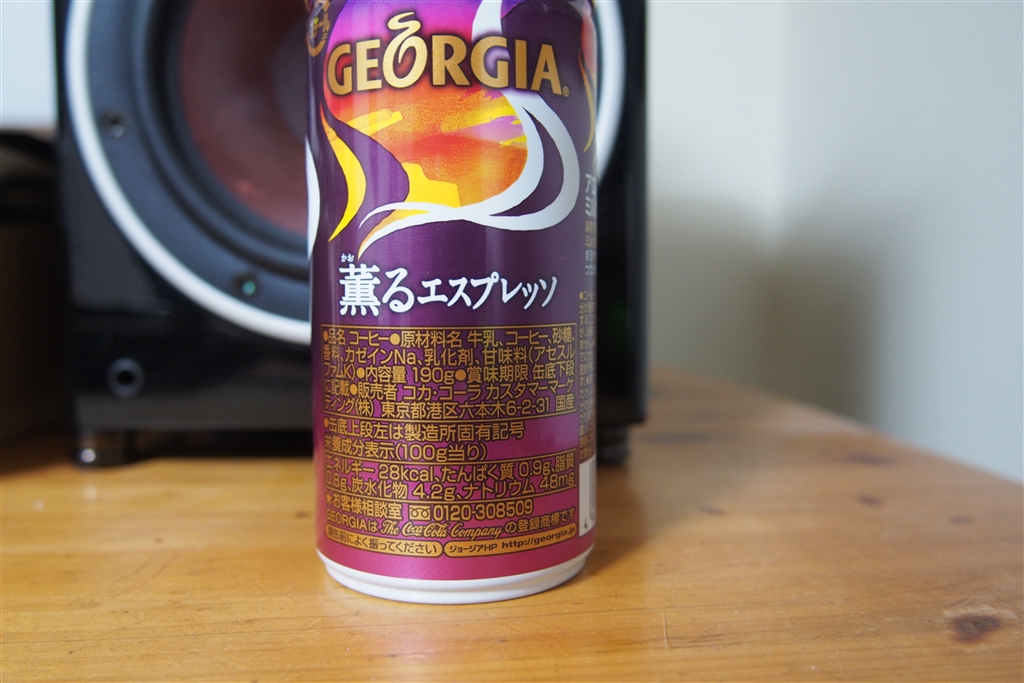 GEORGIA®
かお
薫るエスプレッソ
●品名 コーヒー●原材料名 牛乳、コーヒー、砂糖、
香料、カゼインNa、乳化剤、甘味料(アセスル
ファムK)●内容量 190g●賞味期限 缶底下段
に記載●販売者 コカ・コーラ カスタマーマーケ
ティング(株) 東京都港区六本木6-2-31 国産
●缶底上段左は製造所固有記号
栄養成分表示(100g当り)
エネルギー 28kcal、たんぱく質 0.9g、脂質
0.8g、炭水化物 4.2g、ナトリウム 48mg
★お客様相談室 0120-308509
GEORGIAは The Coca-Cola Company の登録商標です
前によく振ってください ジョージアHP http://georgia.jp